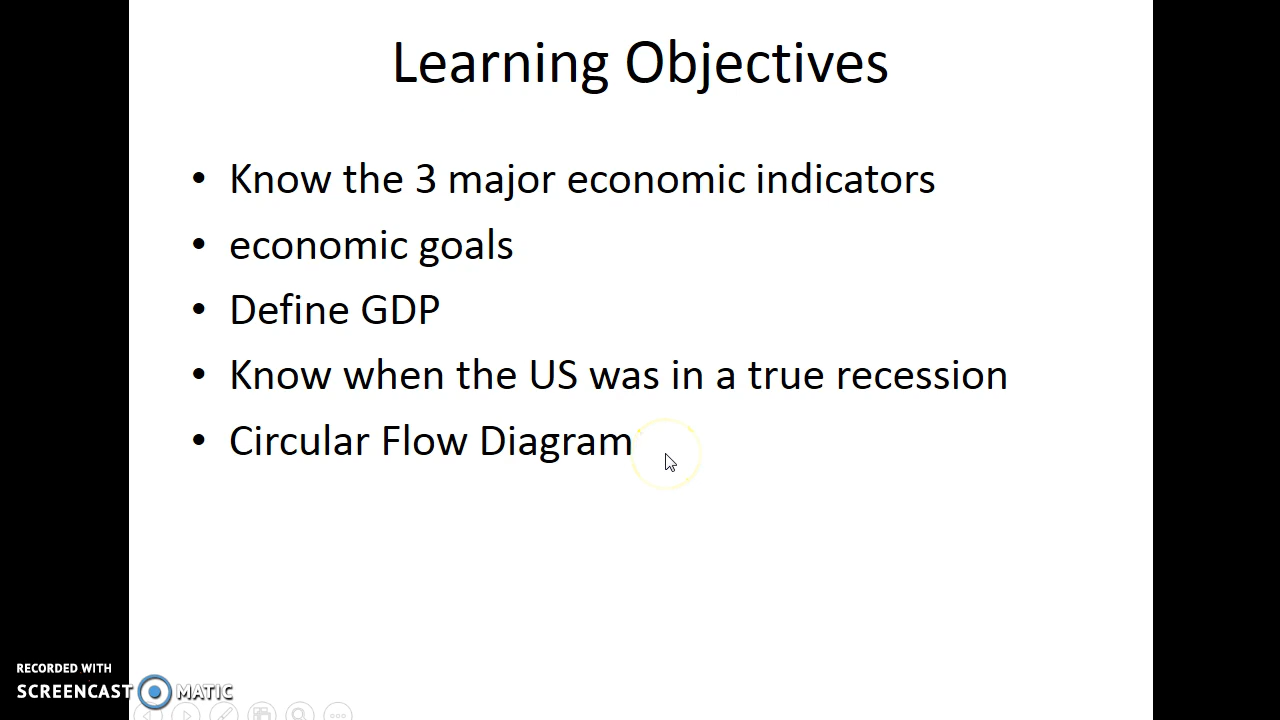 Learning Objectives
• Know the 3 major economic indicators
• economic goals
• Define GDP
• Know when the US was in a true recession
• Circular Flow Diagram
RECORDED WITH
SCREENCAST MATIC